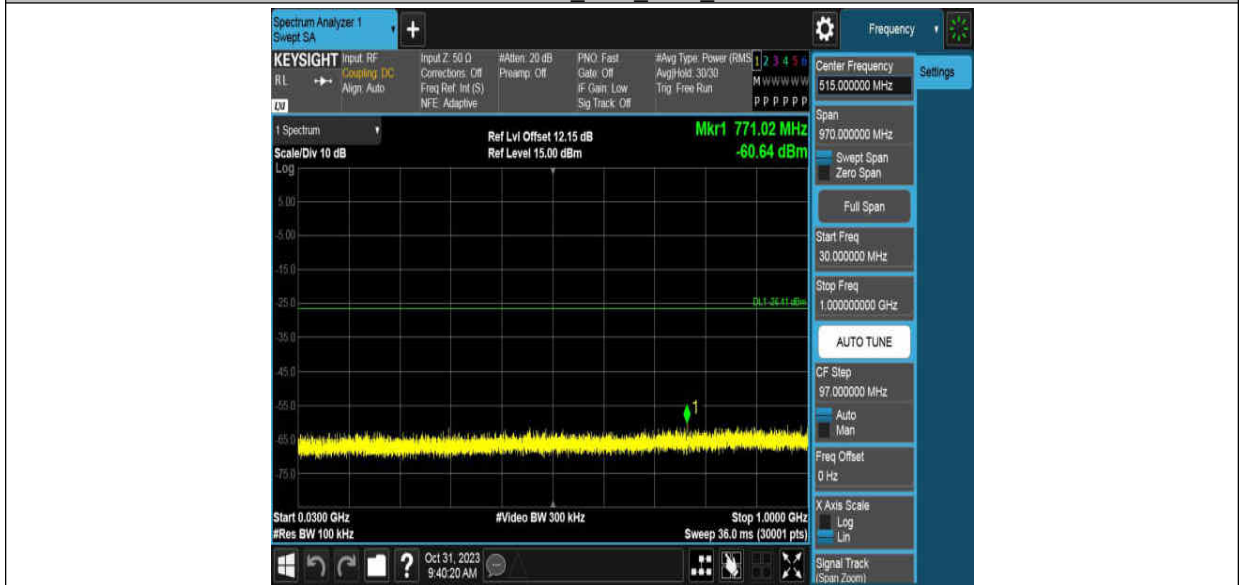 Spectrum Analyzer 1
Swept SA
+
Frequency
KEYSIGHT
RL
LXI
Input: RF
Coupling: DC
Align: Auto
Input Z: 50 Ω
Corrections: Off
Freq Ref: Int (S)
NFE: Adaptive
#Atten: 20 dB
Preamp: Off
PNO: Fast
Gate: Off
IF Gain: Low
Sig Track: Off
#Avg Type: Power (RMS
Avg|Hold: 30/30
Trig: Free Run
1 2 3 4 5 6
M W W W W W
P P P P P P
1 Spectrum
Scale/Div 10 dB
Log
Ref Lvl Offset 12.15 dB
Ref Level 15.00 dBm
Mkr1 771.02 MHz
-60.64 dBm
5.00
-5.00
-15.0
-25.0
DL1 -26.41 dBm
-35.0
-45.0
-55.0
1
-65.0
-75.0
Start 0.0300 GHz
#Res BW 100 kHz
#Video BW 300 kHz
Stop 1.0000 GHz
Sweep 36.0 ms (30001 pts)
?
Oct 31, 2023
9:40:20 AM
Center Frequency
515.000000 MHz
Span
970.000000 MHz
Swept Span
Zero Span
Full Span
Start Freq
30.000000 MHz
Stop Freq
1.000000000 GHz
AUTO TUNE
CF Step
97.000000 MHz
Auto
Man
Freq Offset
0 Hz
X Axis Scale
Log
Lin
Signal Track
(Span Zoom)
Settings